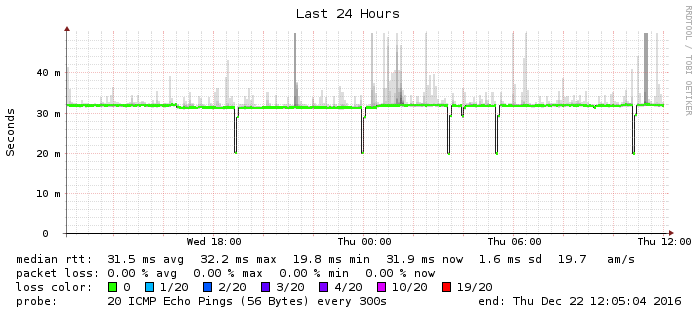 Last 24 Hours
RRDTOOL / TOBI OETIKER
Seconds
40 m
30 m
20 m
10 m
0
Wed 18:00 Thu 00:00 Thu 06:00 Thu 12:00
median rtt: 31.5 ms avg 32.2 ms max 19.8 ms min 31.9 ms now 1.6 ms sd 19.7 am/s
packet loss: 0.00 % avg 0.00 % max 0.00 % min 0.00 % now
loss color: 0 1/20 2/20 3/20 4/20 10/20 19/20
probe: 20 ICMP Echo Pings (56 Bytes) every 300s end: Thu Dec 22 12:05:04 2016